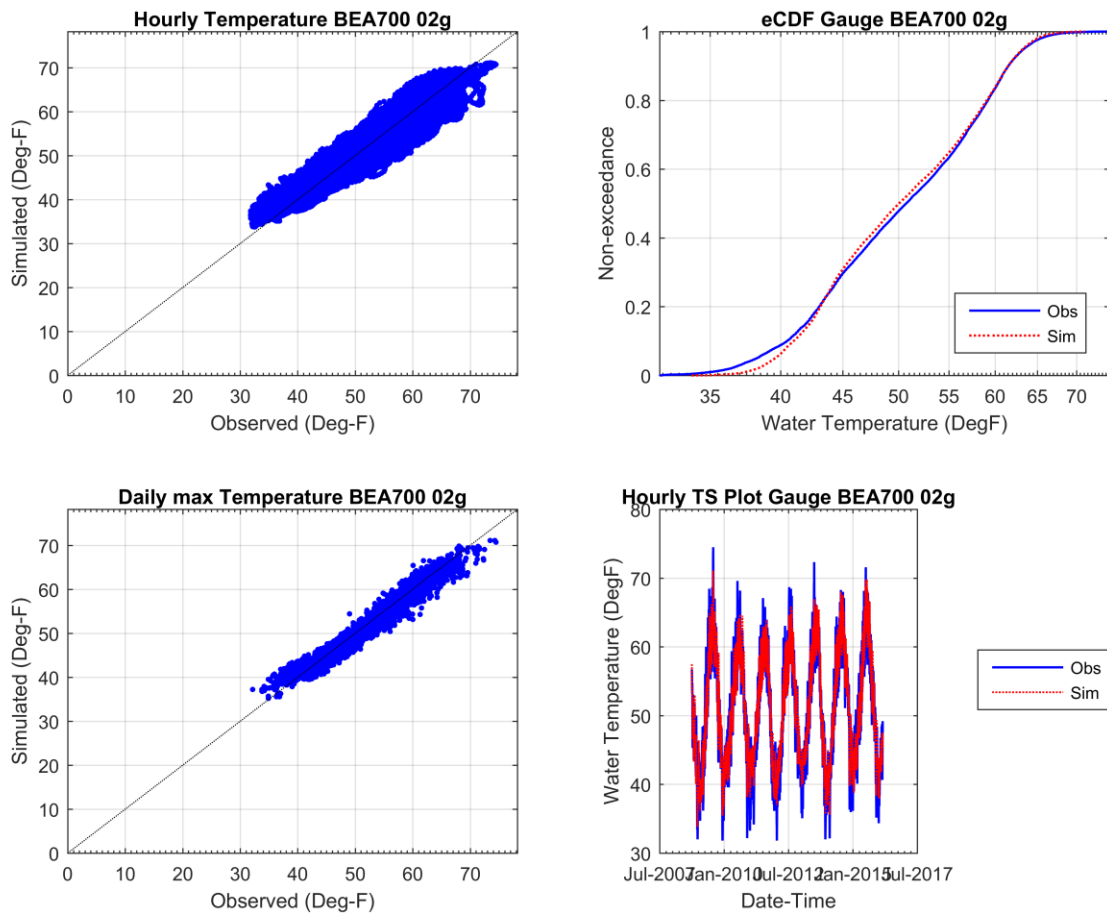 Hourly Temperature BEA700 02g
Simulated (Deg-F)
70
60
50
40
30
20
10
0
0 10 20 30 40 50 60 70
Observed (Deg-F)
eCDF Gauge BEA700 02g
Non-exceedance
1
0.8
0.6
0.4
0.2
0
Obs
Sim
35 40 45 50 55 60 65 70
Water Temperature (DegF)
Daily max Temperature BEA700 02g
Simulated (Deg-F)
70
60
50
40
30
20
10
0
0 10 20 30 40 50 60 70
Observed (Deg-F)
Hourly TS Plot Gauge BEA700 02g
Water Temperature (DegF)
80
70
60
50
40
30
Obs
Sim
Jul-2007 Jan-2010 Jul-2012 Jan-2015 Jul-2017
Date-Time